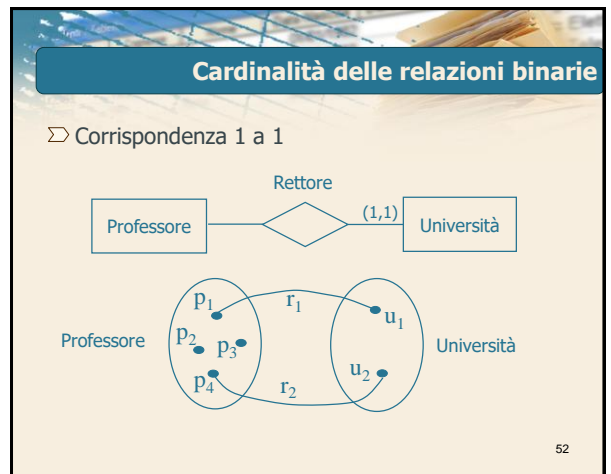 Cardinalità delle relazioni binarie
Corrispondenza 1 a 1
Rettore
Professore
(1,1)
Università
p1
r1
u1
Professore
p2
p3
Università
p4
r2
u2
52